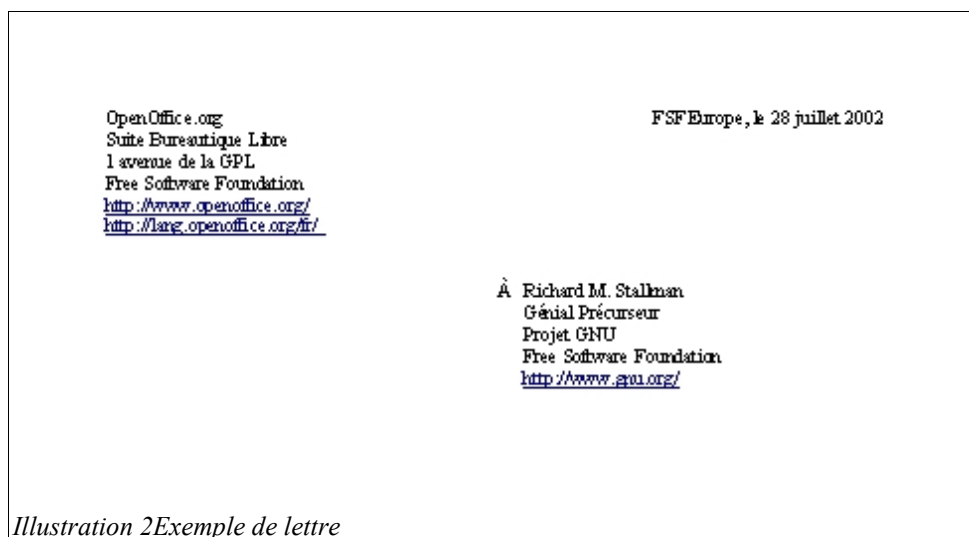 OpenOffice.org
Suite Bureautique Libre
1 avenue de la GPL
Free Software Foundation
http://www.openoffice.org/
http://lang.openoffice.org/fr/
FSFEurope, le 28 juillet 2002
À Richard M. Stallman
Génial Précurseur
Projet GNU
Free Software Foundation
http://www.gnu.org/
Illustration 2Exemple de lettre